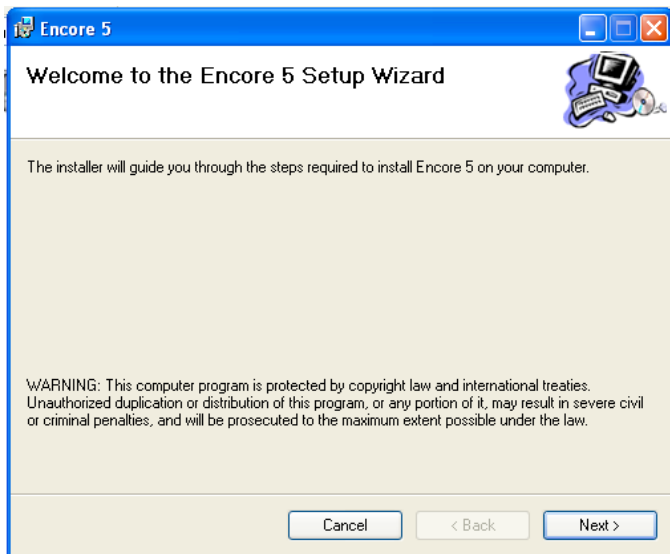 Encore 5
Welcome to the Encore 5 Setup Wizard
The installer will guide you through the steps required to install Encore 5 on your computer.
WARNING: This computer program is protected by copyright law and international treaties.
Unauthorized duplication or distribution of this program, or any portion of it, may result in severe civil
or criminal penalties, and will be prosecuted to the maximum extent possible under the law.
Cancel < Back Next >